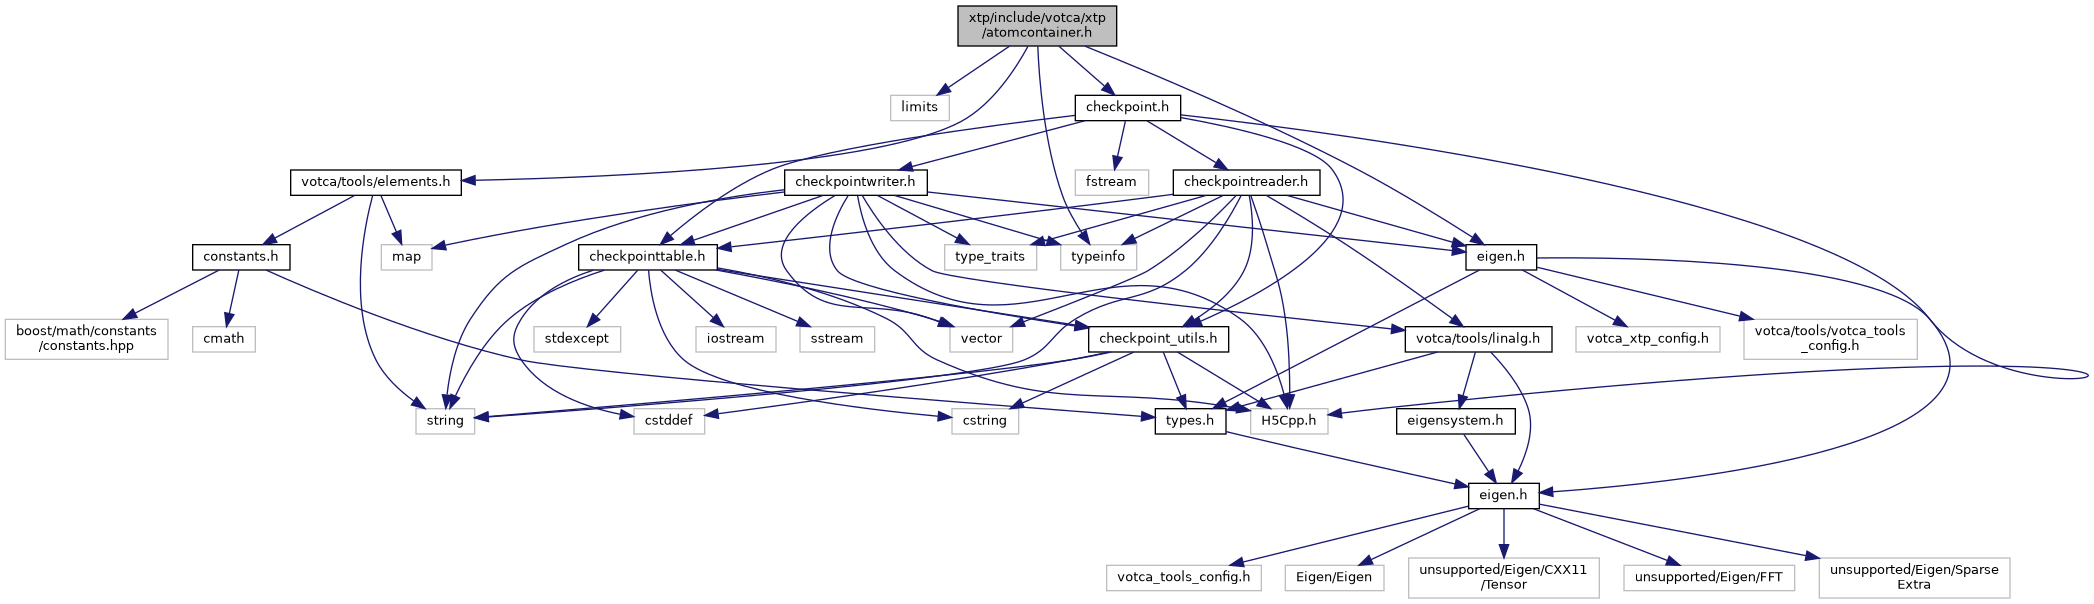 xtp/include/votca/xtp
/atomcontainer.h
limits
checkpoint.h
votca/tools/elements.h
checkpointwriter.h
fstream
checkpointreader.h
constants.h
map
checkpointtable.h
type_traits
typeinfo
eigen.h
boost/math/constants
/constants.hpp
cmath
stdexcept
iostream
sstream
vector
checkpoint_utils.h
votca/tools/linalg.h
votca_xtp_config.h
votca/tools/votca_tools
_config.h
string
cstddef
cstring
types.h
H5Cpp.h
eigensystem.h
eigen.h
votca_tools_config.h
Eigen/Eigen
unsupported/Eigen/CXX11
/Tensor
unsupported/Eigen/FFT
unsupported/Eigen/Sparse
Extra